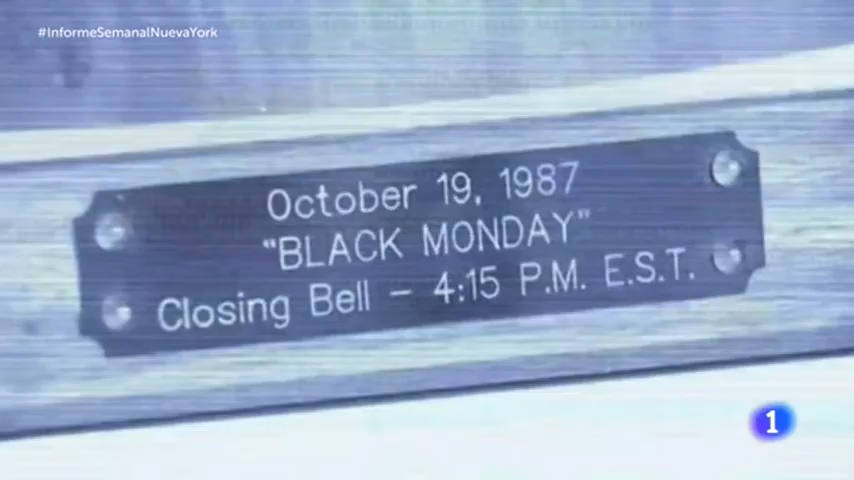 #InformeSemanalNuevaYork
October 19, 1987
"BLACK MONDAY"
Closing Bell - 4:15 P.M. E.S.T.
1